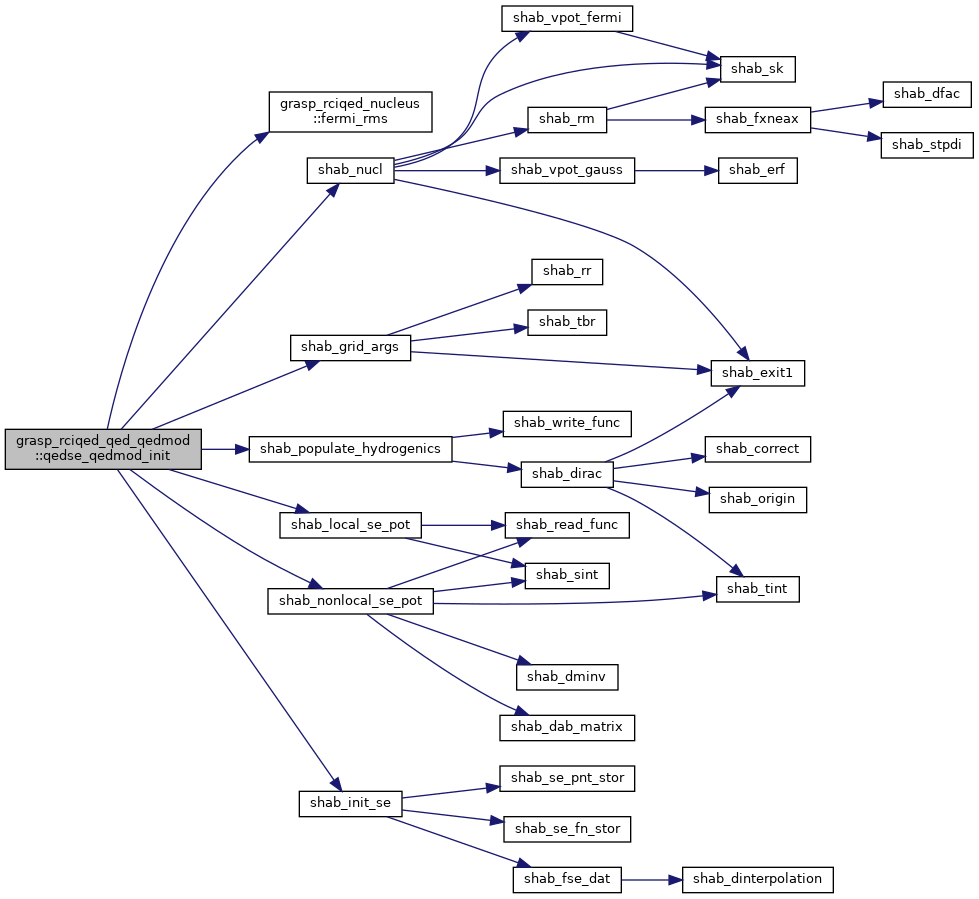 shab_vpot_fermi
shab_sk
shab_dfac
grasp_rciqed_nucleus
::fermi_rms
shab_rm
shab_fxneax
shab_stpdi
shab_nucl
shab_vpot_gauss
shab_erf
shab_rr
shab_tbr
shab_grid_args
shab_exit1
shab_write_func
grasp_rciqed_qed_qedmod
::qedse_qedmod_init
shab_populate_hydrogenics
shab_correct
shab_dirac
shab_origin
shab_local_se_pot
shab_read_func
shab_sint
shab_tint
shab_nonlocal_se_pot
shab_dminv
shab_dab_matrix
shab_se_pnt_stor
shab_init_se
shab_se_fn_stor
shab_fse_dat
shab_dinterpolation